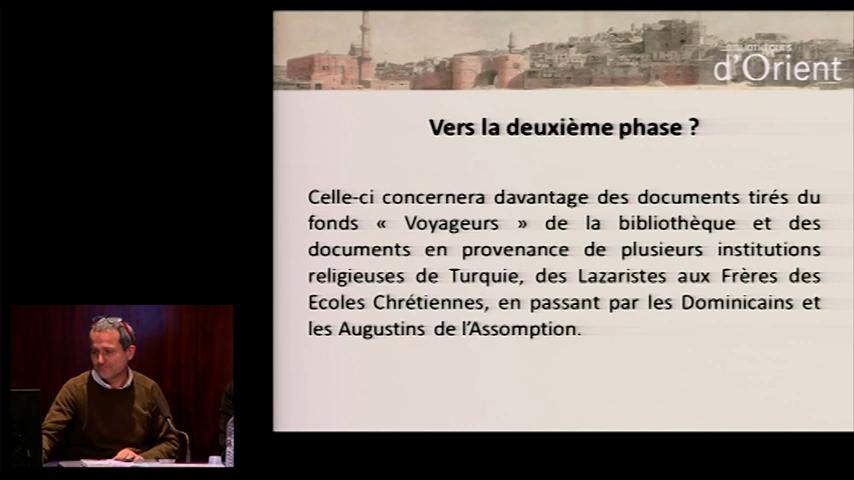 BIBLIOTHÈQUES
d'Orient
Vers la deuxième phase ?
Celle-ci concernera davantage des documents tirés du
fonds « Voyageurs » de la bibliothèque et des
documents en provenance de plusieurs institutions
religieuses de Turquie, des Lazaristes aux Frères des
Ecoles Chrétiennes, en passant par les Dominicains et
les Augustins de l'Assomption.